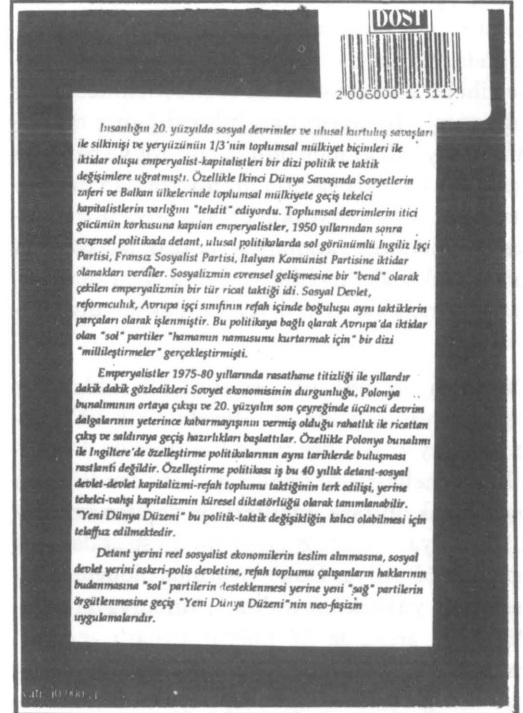 DOST
2006000115117
İnsanlığın 20. yüzyılda sosyal devrimler ve ulusal kurtuluş savaşları
ile silkinişi ve yeryüzünün 1/3'nin toplumsal mülkiyet biçimleri ile
iktidar oluşu emperyalist-kapitalistleri bir dizi politik ve taktik
değişimlere uğratmıştı. Özellikle Ikinci Dünya Savaşında Sovyetlerin
zaferi ve Balkan ülkelerinde toplumsal mülkiyete geçiş tekelci
kapitalistlerin varlığını "tehdit" ediyordu. Toplumsal devrimlerin itici
gücünün korkusuna kapılan emperyalistler, 1950 yıllarından sonra
evrensel politikada detant, ulusal politikalarda sol görünümlü Ingiliz Işçi
Partisi, Fransız Sosyalist Partisi, Italyan Komünist Partisine iktidar
olanakları verdiler. Sosyalizmin evrensel gelişmesine bir "bend" olarak
çekilen emperyalizmin bir tür ricat taktiği idi. Sosyal Devlet,
reformculuk, Avrupa işçi sınıfının refah içinde boğuluşu aynı taktiklerin
parçaları olarak işlenmiştir. Bu politikaya bağlı olarak Avrupa'da iktidar
olan "sol" partiler "hamamın namusunu kurtarmak için" bir dizi
"millileştirmeler" gerçekleştirmişti.
Emperyalistler 1975-80 yıllarında rasathane titizliği ile yıllardır
dakik dakik gözledikleri Sovyet ekonomisinin durgunluğu, Polonya
bunalımının ortaya çıkışı ve 20. yüzyılın son çeyreğinde üçüncü devrim
dalgalarının yeterince kabarmayışının vermiş olduğu rahatlık ile ricattan
çıkış ve saldırıya geçiş hazırlıkları başlattılar. Özellikle Polonya bunalımı
ile Ingiltere'de özelleştirme politikalarının aynı tarihlerde buluşması
rastlantı değildir. Özelleştirme politikası iş bu 40 yıllık detant-sosyal
devlet-devlet kapitalizmi-refah toplumu taktiğinin terk edilişi, yerine
tekelci-vahşi kapitalizmin küresel diktatörlüğü olarak tanımlanabilir.
"Yeni Dünya Düzeni" bu politik-taktik değişikliğin kalıcı olabilmesi için
telaffuz edilmektedir.
Detant yerini reel sosyalist ekonomilerin teslim alınmasına, sosyal
devlet yerini askeri-polis devletine, refah toplumu çalışanların haklarının
budanmasına "sol" partilerin desteklenmesi yerine yeni "sağ" partilerin
örgütlenmesine geçiş "Yeni Dünya Düzeni"nin neo-faşizm
uygulamalarıdır.